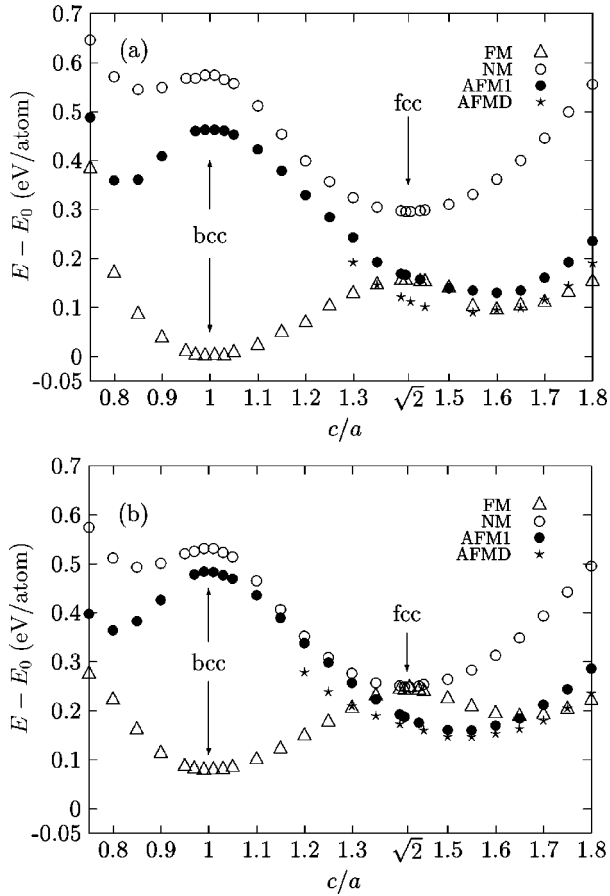 (a)
FM
NM
AFM1
AFMD
fcc
bcc
E − E₀ (eV/atom)
0.7
0.6
0.5
0.4
0.3
0.2
0.1
0
-0.05
0.8 0.9 1 1.1 1.2 1.3 √2 1.5 1.6 1.7 1.8
c/a
(b)
FM
NM
AFM1
AFMD
fcc
bcc
E − E₀ (eV/atom)
0.7
0.6
0.5
0.4
0.3
0.2
0.1
0
-0.05
0.8 0.9 1 1.1 1.2 1.3 √2 1.5 1.6 1.7 1.8
c/a